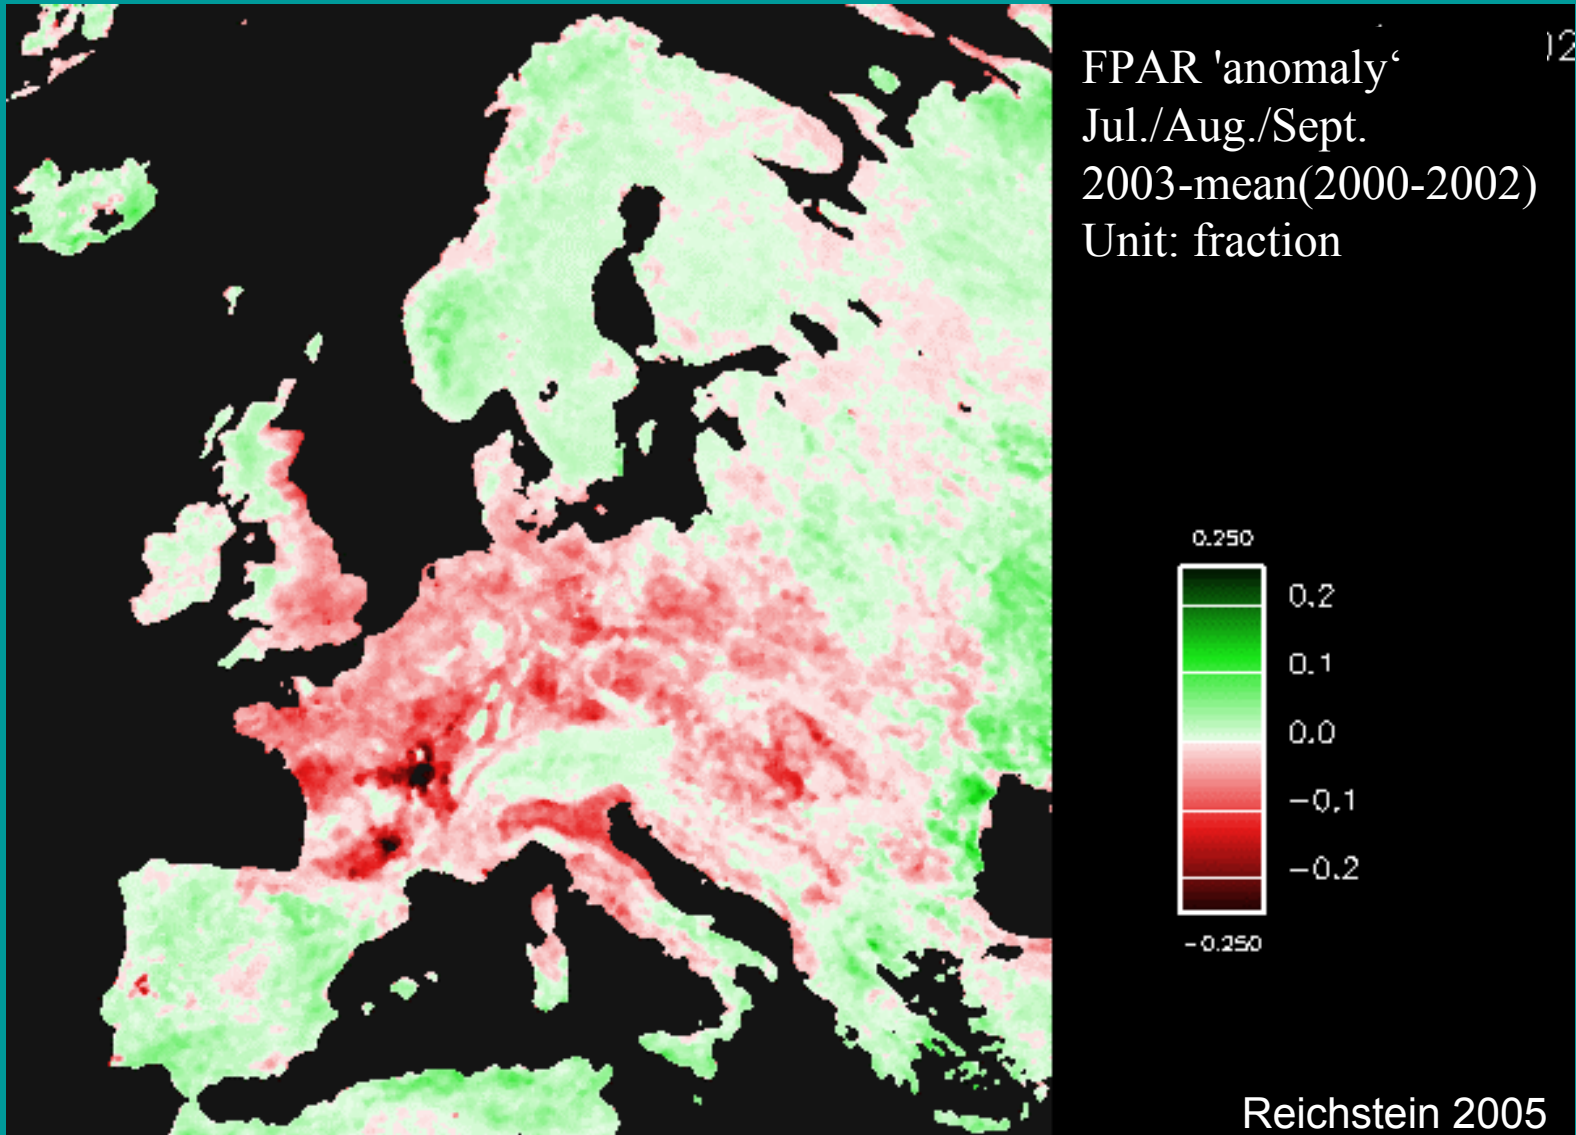 FPAR 'anomaly‘
Jul./Aug./Sept.
2003-mean(2000-2002)
Unit: fraction
0.250
0.2
0.1
0.0
−0.1
−0.2
−0.250
Reichstein 2005